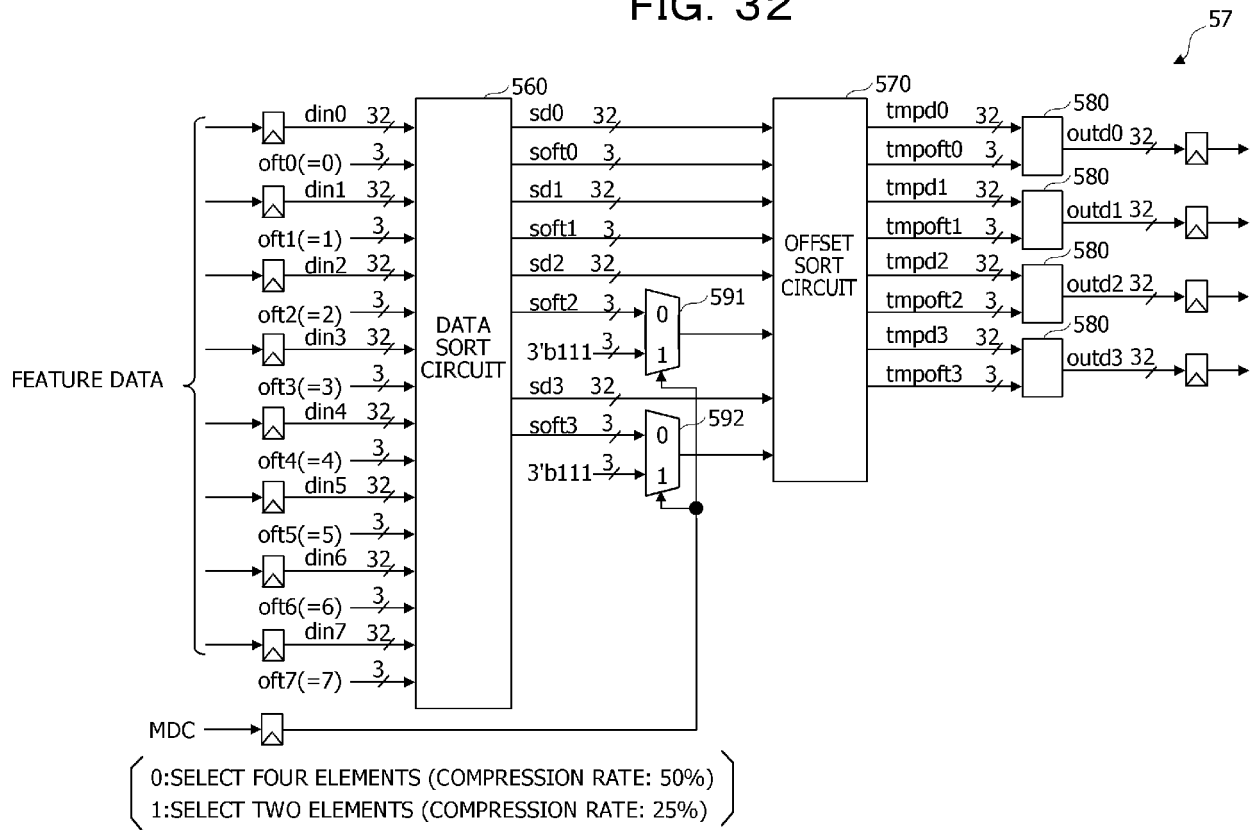 FIG. 32
57
560
570
din0 32
sd0 32
tmpd0 32
580
outd0 32
oft0(=0) 3
soft0 3
tmpoft0 3
din1 32
sd1 32
tmpd1 32
580
outd1 32
oft1(=1) 3
soft1 3
tmpoft1 3
din2 32
sd2 32
tmpd2 32
580
outd2 32
oft2(=2) 3
soft2 3
0
591
tmpoft2 3
din3 32
3'b111 3
1
tmpd3 32
580
outd3 32
FEATURE DATA
oft3(=3) 3
sd3 32
tmpoft3 3
DATA
SORT
CIRCUIT
OFFSET
SORT
CIRCUIT
din4 32
soft3 3
0
592
oft4(=4) 3
3'b111 3
1
din5 32
oft5(=5) 3
din6 32
oft6(=6) 3
din7 32
oft7(=7) 3
MDC
0:SELECT FOUR ELEMENTS (COMPRESSION RATE: 50%)
1:SELECT TWO ELEMENTS (COMPRESSION RATE: 25%)